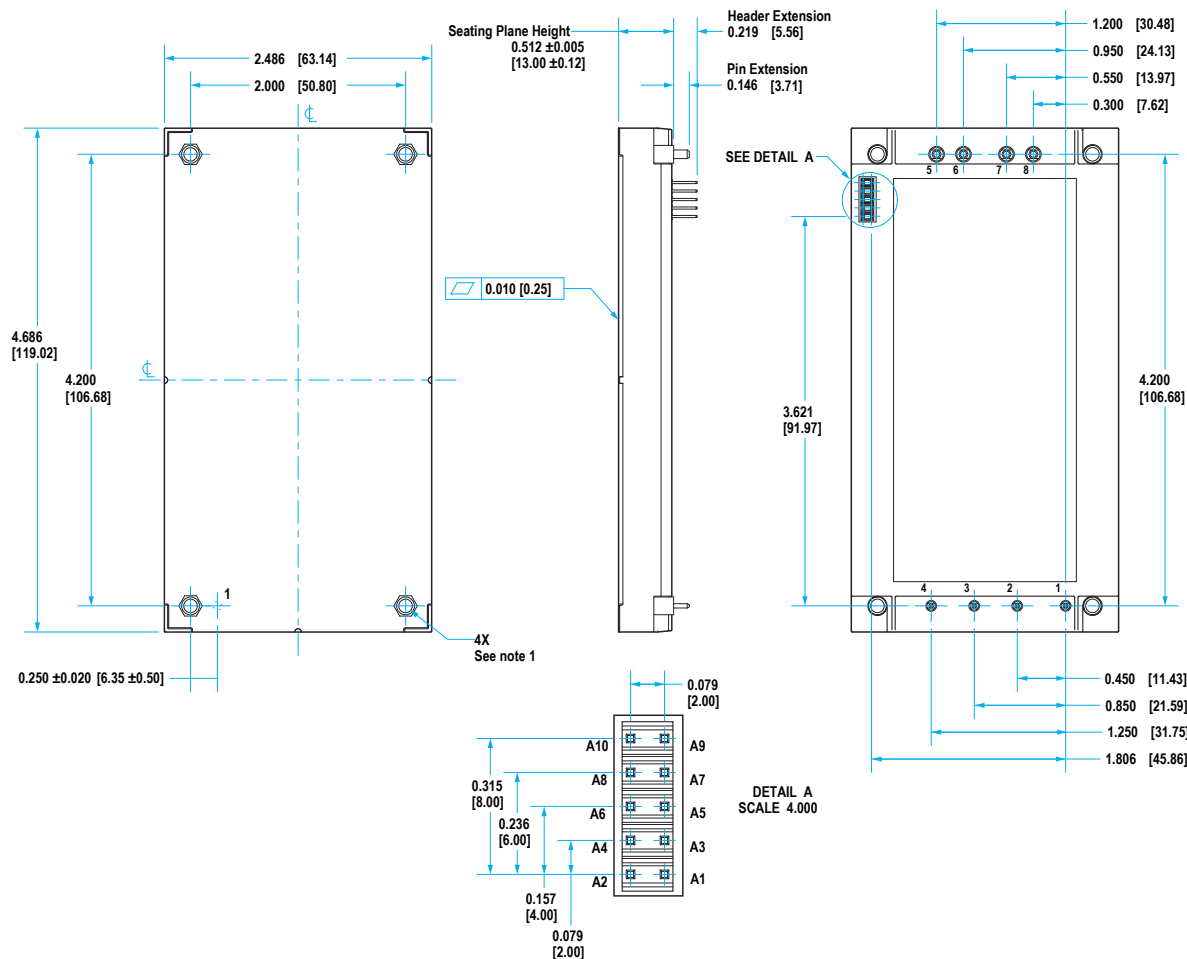 Seating Plane Height
0.512 ±0.005
[13.00 ±0.12]
Header Extension
0.219 [5.56]
Pin Extension
0.146 [3.71]
2.486 [63.14]
2.000 [50.80]
℄
℄
4.686
[119.02]
4.200
[106.68]
1
0.250 ±0.020 [6.35 ±0.50]
4X
See note 1
0.010 [0.25]
1.200 [30.48]
0.950 [24.13]
0.550 [13.97]
0.300 [7.62]
SEE DETAIL A
5 6 7 8
3.621
[91.97]
4.200
[106.68]
4 3 2 1
0.450 [11.43]
0.850 [21.59]
1.250 [31.75]
1.806 [45.86]
0.079
[2.00]
A10 A9
A8 A7
A6 A5
A4 A3
A2 A1
0.315
[8.00]
0.236
[6.00]
0.157
[4.00]
0.079
[2.00]
DETAIL A
SCALE 4.000